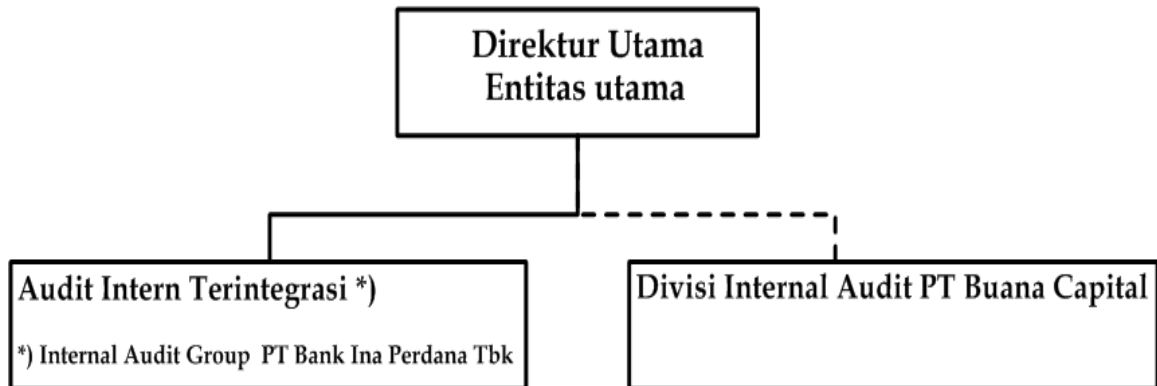 Direktur Utama
Entitas utama
Audit Intern Terintegrasi *)
*) Internal Audit Group PT Bank Ina Perdana Tbk
Divisi Internal Audit PT Buana Capital